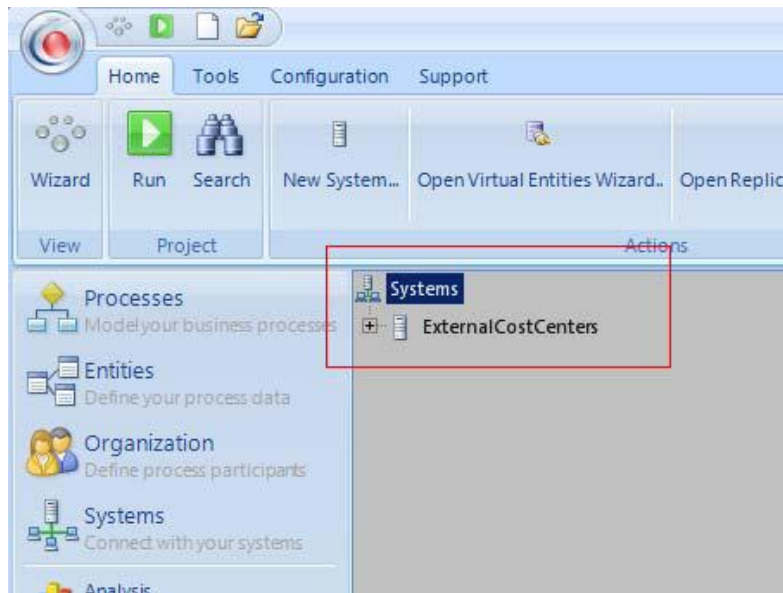 Home Tools Configuration Support
Wizard Run Search New System... Open Virtual Entities Wizard.. Open Replic
View Project Actions
Processes
Model your business processes
Entities
Define your process data
Organization
Define process participants
Systems
Connect with your systems
Analysis
Systems
ExternalCostCenters